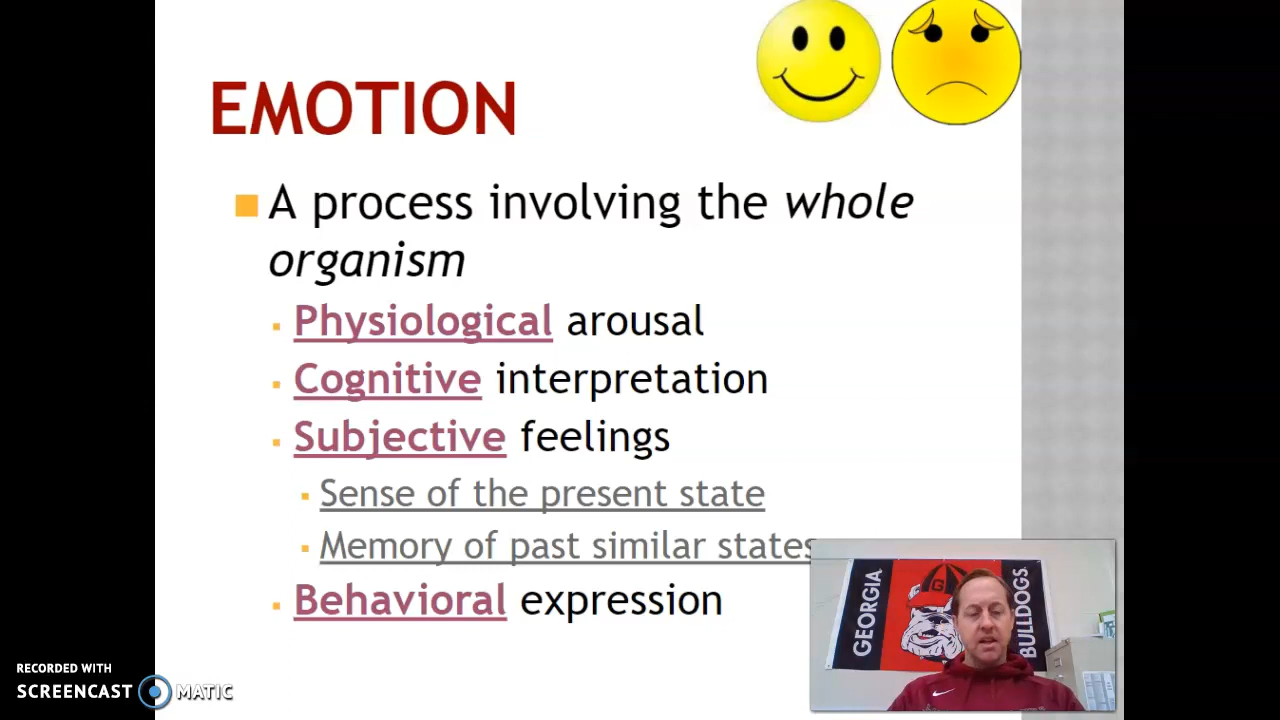 EMOTION
A process involving the whole
organism
Physiological arousal
Cognitive interpretation
Subjective feelings
Sense of the present state
Memory of past similar states
Behavioral expression
GEORGIA
G
BULLDOGS
RECORDED WITH
SCREENCAST MATIC